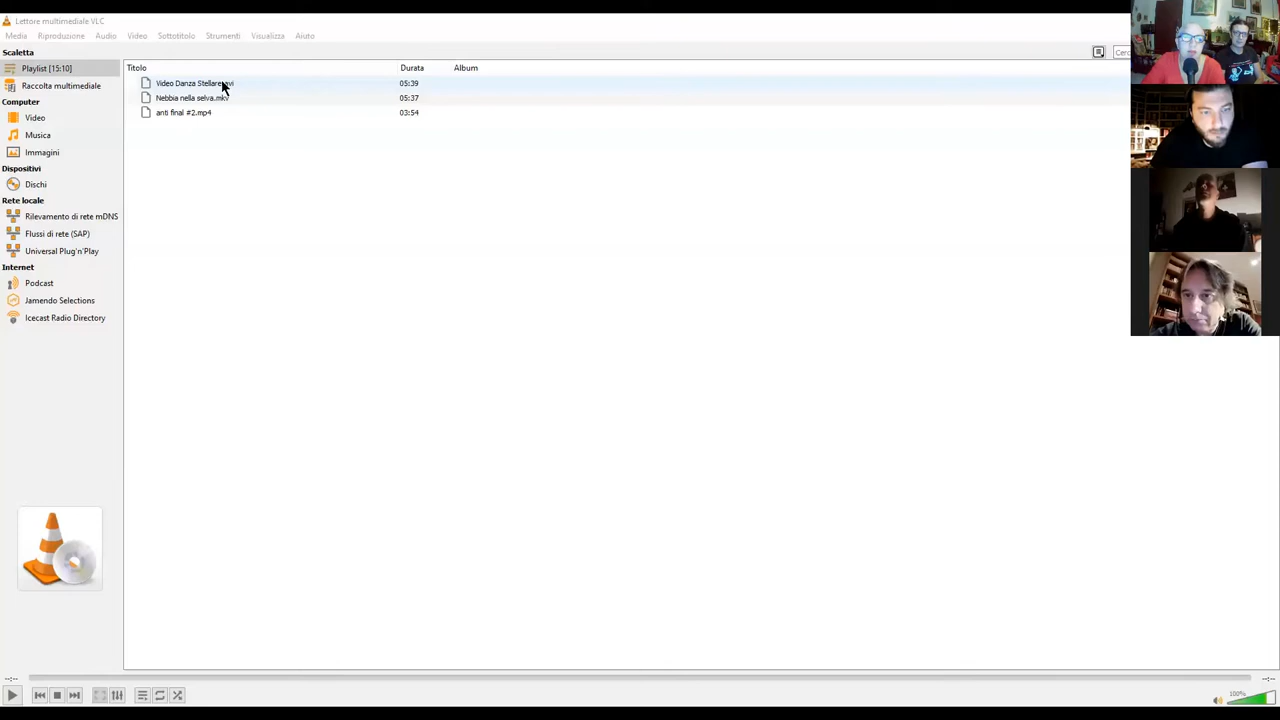 Lettore multimediale VLC
Media Riproduzione Audio Video Sottotitolo Strumenti Visualizza Aiuto
Scaletta
Playlist [15:10]
Raccolta multimediale
Computer
Video
Musica
Immagini
Dispositivi
Dischi
Rete locale
Rilevamento di rete mDNS
Flussi di rete (SAP)
Universal Plug'n'Play
Internet
Podcast
Jamendo Selections
Icecast Radio Directory
Cerc
Titolo Durata Album
Video Danza Stellare.avi 05:39
Nebbia nella selva.mkv 05:37
anti final #2.mp4 03:54
--:-- --:--
100%